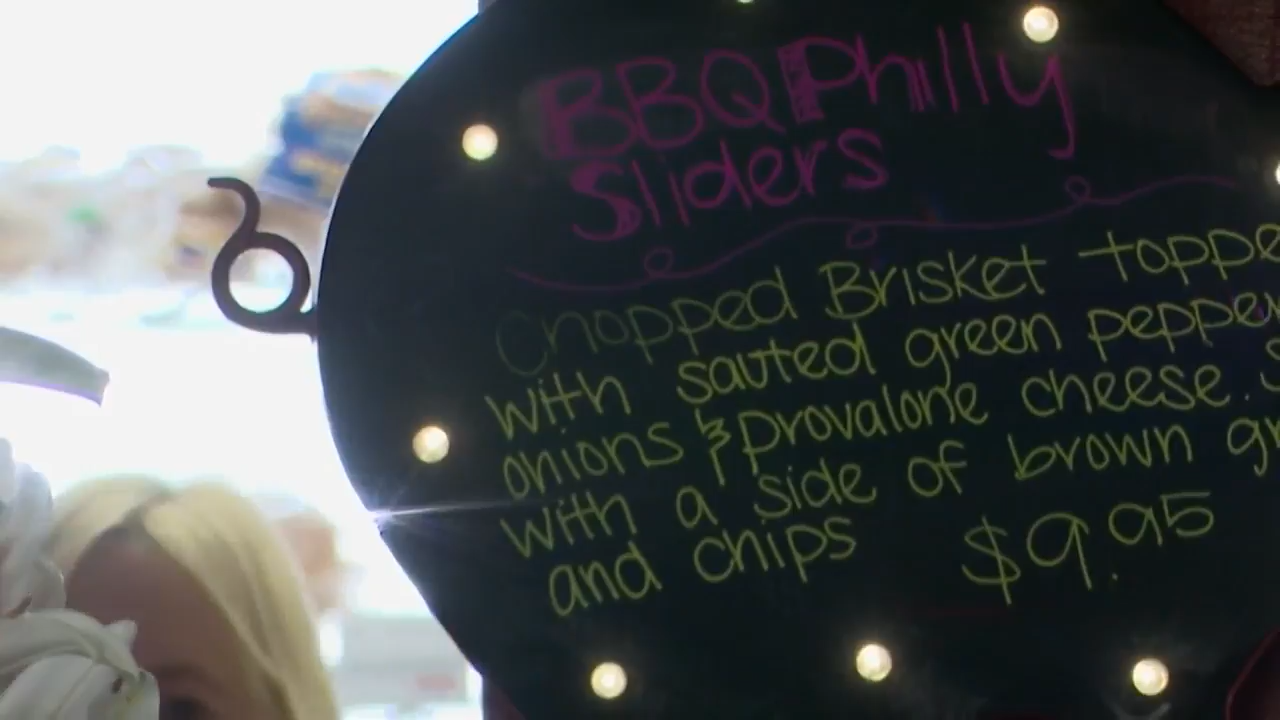 BBQ Philly
Sliders
Chopped Brisket toppe
with sauted green peppe
onions & provalone cheese. S
with a side of brown gr
and chips $9.95